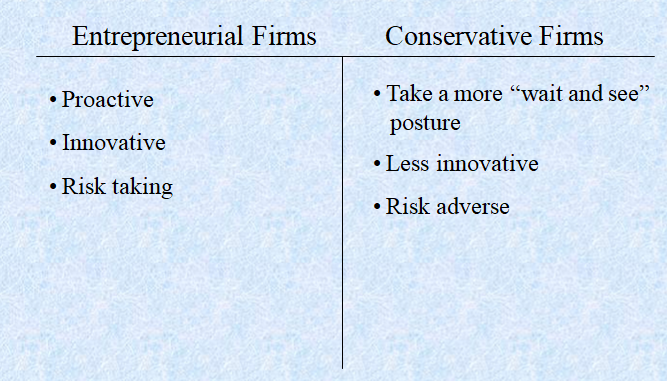 Entrepreneurial Firms
Conservative Firms
• Proactive
• Innovative
• Risk taking
• Take a more “wait and see”
posture
• Less innovative
• Risk adverse